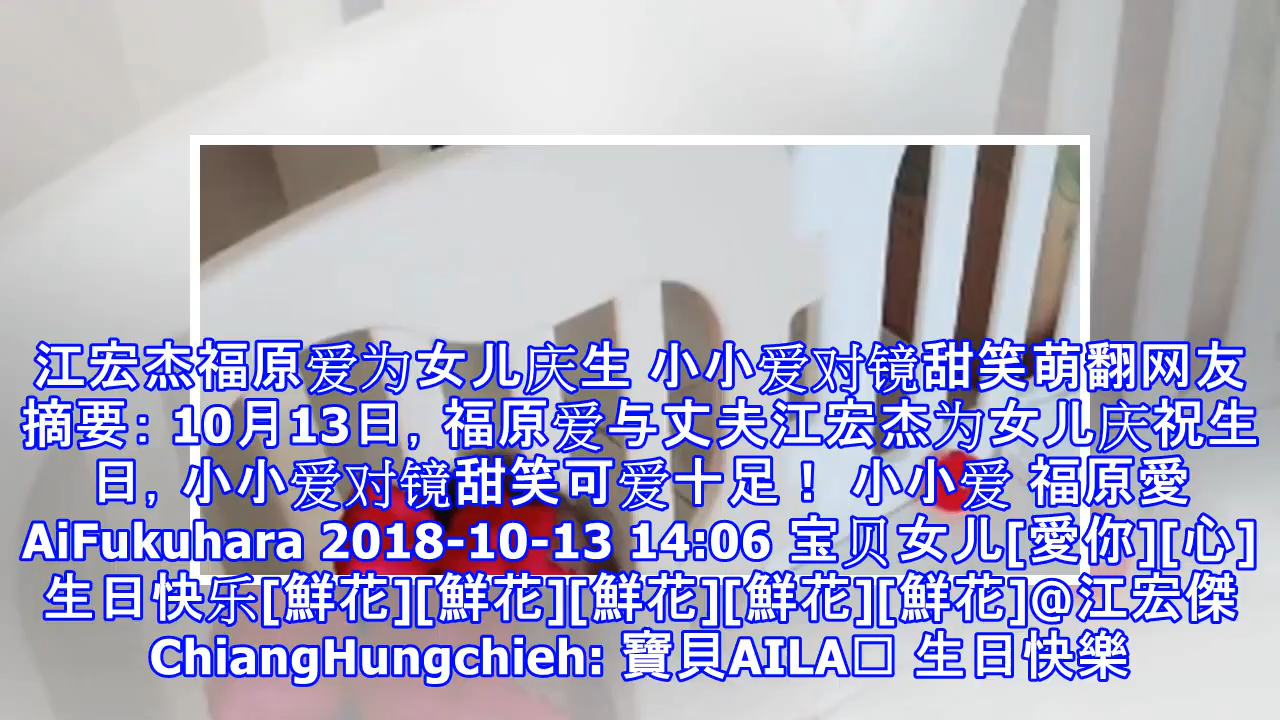 江宏杰福原爱为女儿庆生 小小爱对镜甜笑萌翻网友
摘要：10月13日，福原爱与丈夫江宏杰为女儿庆祝生
日，小小爱对镜甜笑可爱十足！ 小小爱 福原愛
AiFukuhara 2018-10-13 14:06 宝贝女儿[愛你][心]
生日快乐[鮮花][鮮花][鮮花][鮮花][鮮花]@江宏傑
ChiangHungchieh: 寶貝AILA□ 生日快樂